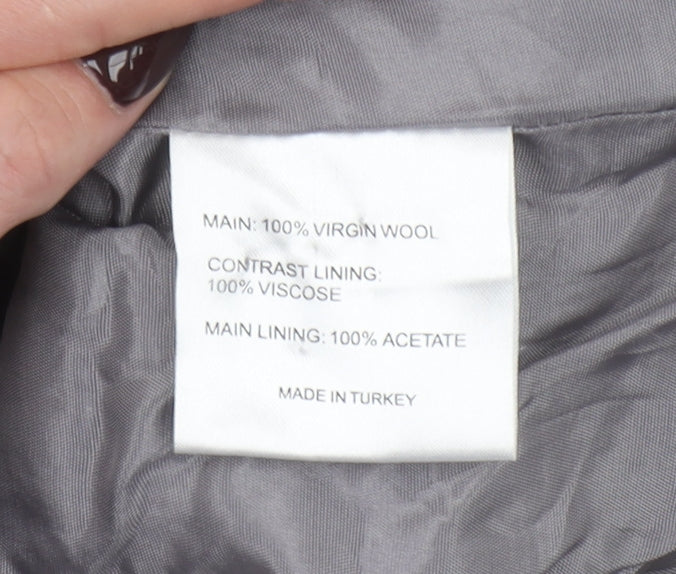 MAIN: 100% VIRGIN WOOL
CONTRAST LINING:
100% VISCOSE
MAIN LINING: 100% ACETATE
MADE IN TURKEY